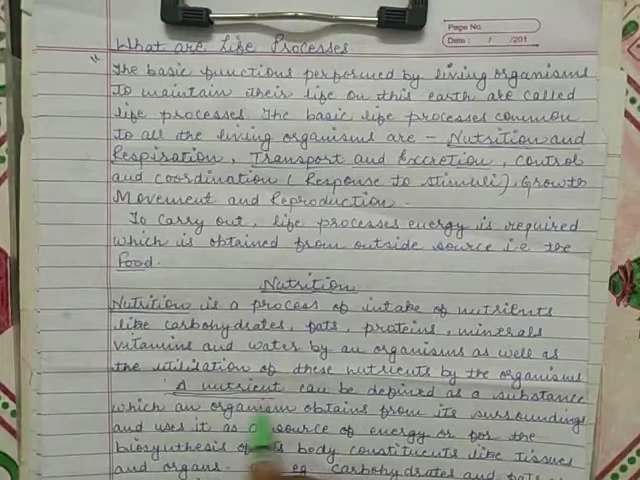 Page No.
Date: / /201
What are Life Processes
The basic functions performed by living organisms
to maintain their life on this earth are called
life processes. The basic life processes common
to all the living organisms are - Nutrition and
Respiration, Transport and Excretion, Control
and coordination (Response to stimuli), Growth
Movement and Reproduction.
To carry out, life processes energy is required
which is obtained from outside source i.e. the
Food.
Nutrition
Nutrition is a process of intake of nutrients
like carbohydrates, fats, proteins, minerals
vitamins and water by an organisms as well as
the utilisation of these nutrients by the organisms
A nutrient can be defined as a substance
which an organism obtains from its surroundings
and uses it as a source of energy or for the
biosynthesis of its body constituents like tissues
and organs. eg. carbohydrates and fats